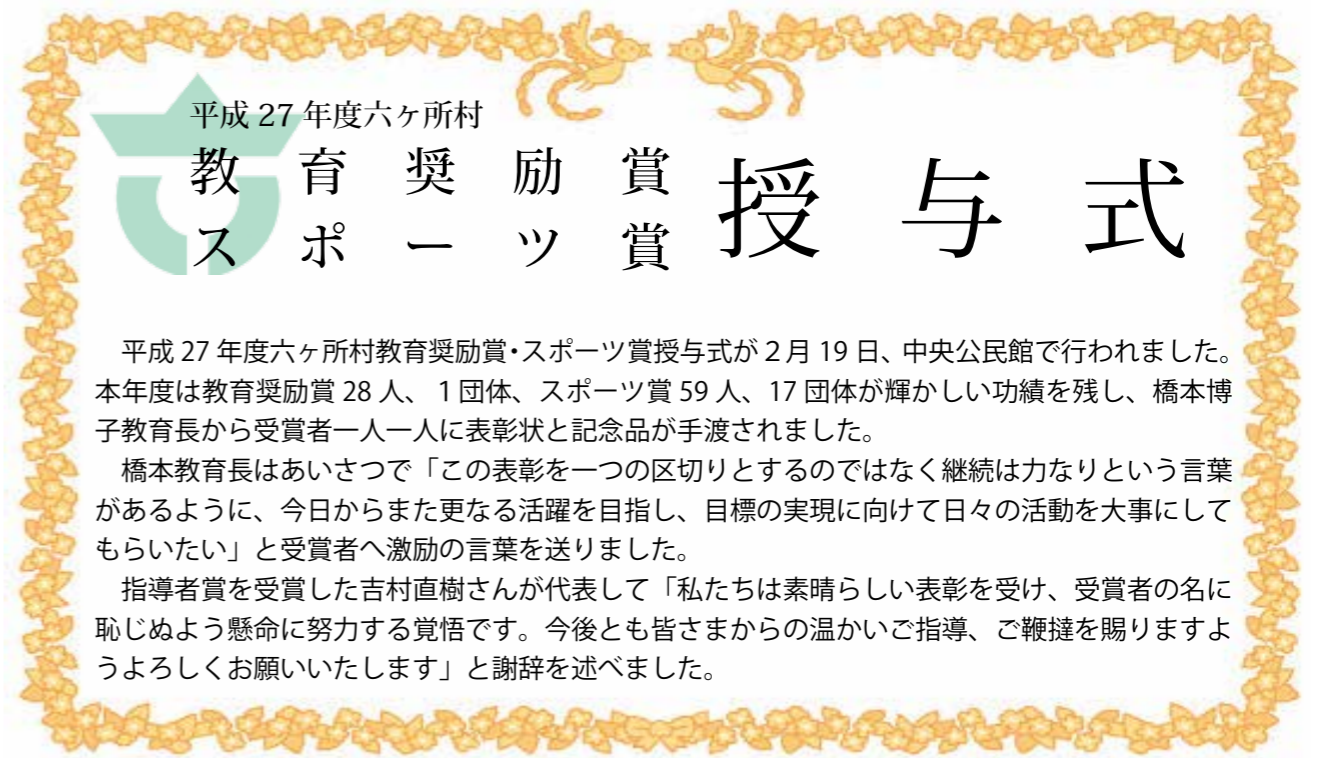 平成 27 年度六ヶ所村
教育奨励賞
スポーツ賞
授与式
平成 27 年度六ヶ所村教育奨励賞・スポーツ賞授与式が２月 19 日、中央公民館で行われました。
本年度は教育奨励賞 28 人、１団体、スポーツ賞 59 人、17 団体が輝かしい功績を残し、橋本博
子教育長から受賞者一人一人に表彰状と記念品が手渡されました。
橋本教育長はあいさつで「この表彰を一つの区切りとするのではなく継続は力なりという言葉
があるように、今日からまた更なる活躍を目指し、目標の実現に向けて日々の活動を大事にして
もらいたい」と受賞者へ激励の言葉を送りました。
指導者賞を受賞した吉村直樹さんが代表して「私たちは素晴らしい表彰を受け、受賞者の名に
恥じぬよう懸命に努力する覚悟です。今後とも皆さまからの温かいご指導、ご鞭撻を賜りますよ
うよろしくお願いいたします」と謝辞を述べました。